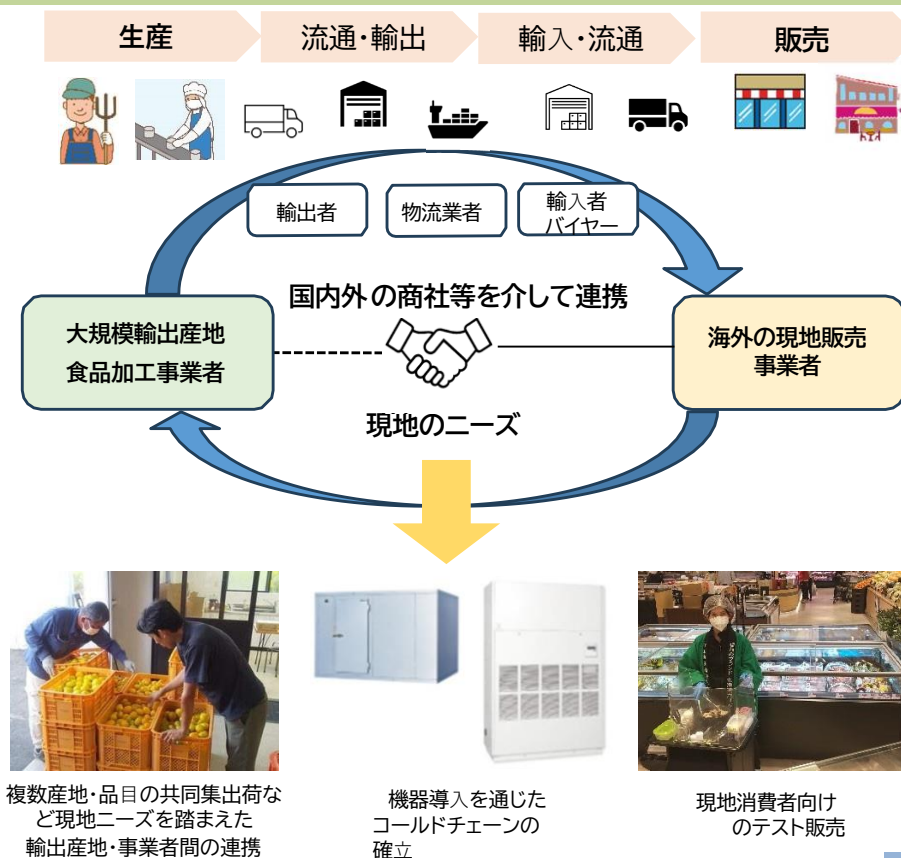 生産
流通・輸出
輸入・流通
販売
輸出者
物流業者
輸入者
バイヤー
国内外の商社等を介して連携
大規模輸出産地
食品加工事業者
海外の現地販売
事業者
現地のニーズ
複数産地・品目の共同集出荷な
ど現地ニーズを踏まえた
輸出産地・事業者間の連携
機器導入を通じた
コールドチェーンの
確立
現地消費者向け
のテスト販売